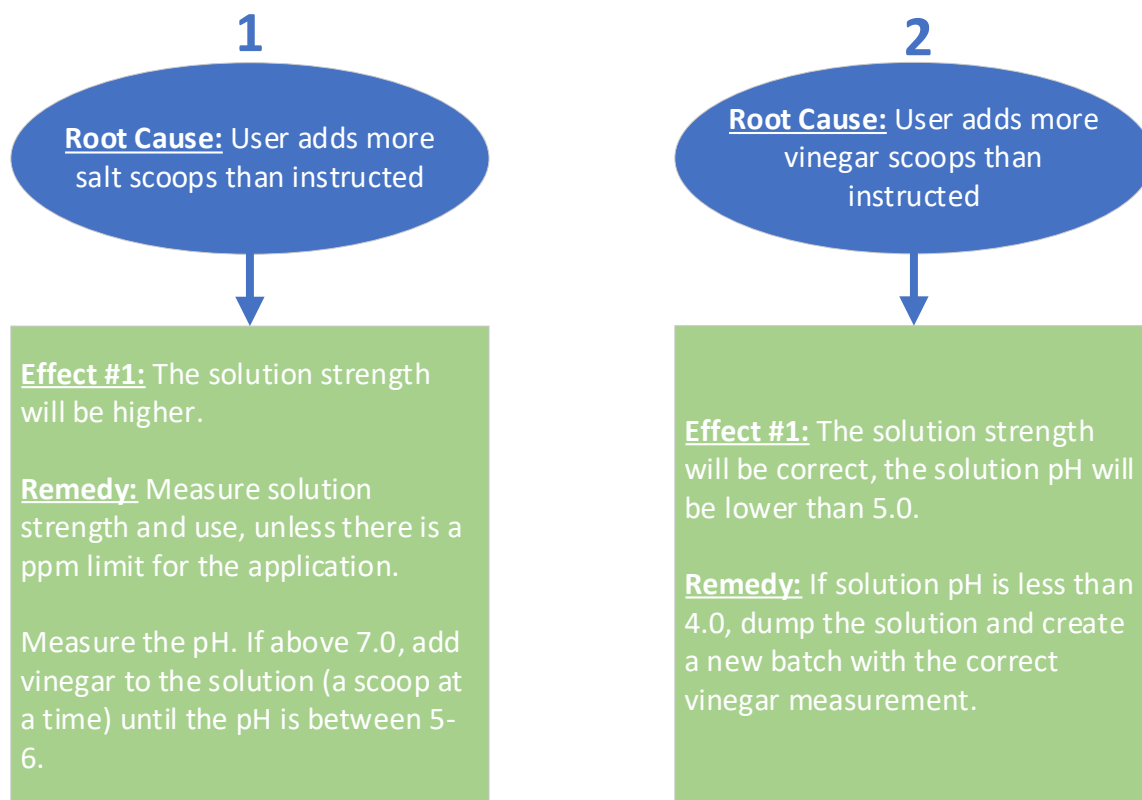 1
Root Cause: User adds more
salt scoops than instructed
Effect #1: The solution strength
will be higher.
Remedy: Measure solution
strength and use, unless there is a
ppm limit for the application.
Measure the pH. If above 7.0, add
vinegar to the solution (a scoop at
a time) until the pH is between 5-
6.
2
Root Cause: User adds more
vinegar scoops than
instructed
Effect #1: The solution strength
will be correct, the solution pH will
be lower than 5.0.
Remedy: If solution pH is less than
4.0, dump the solution and create
a new batch with the correct
vinegar measurement.